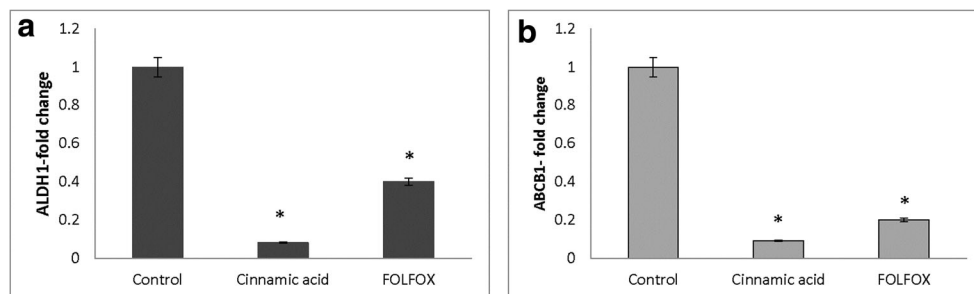 a
ALDH1-fold change
1.2
1
0.8
0.6
0.4
0.2
0
*
*
Control
Cinnamic acid
FOLFOX
b
ABCB1- fold change
1.2
1
0.8
0.6
0.4
0.2
0
*
*
Control
Cinnamic acid
FOLFOX